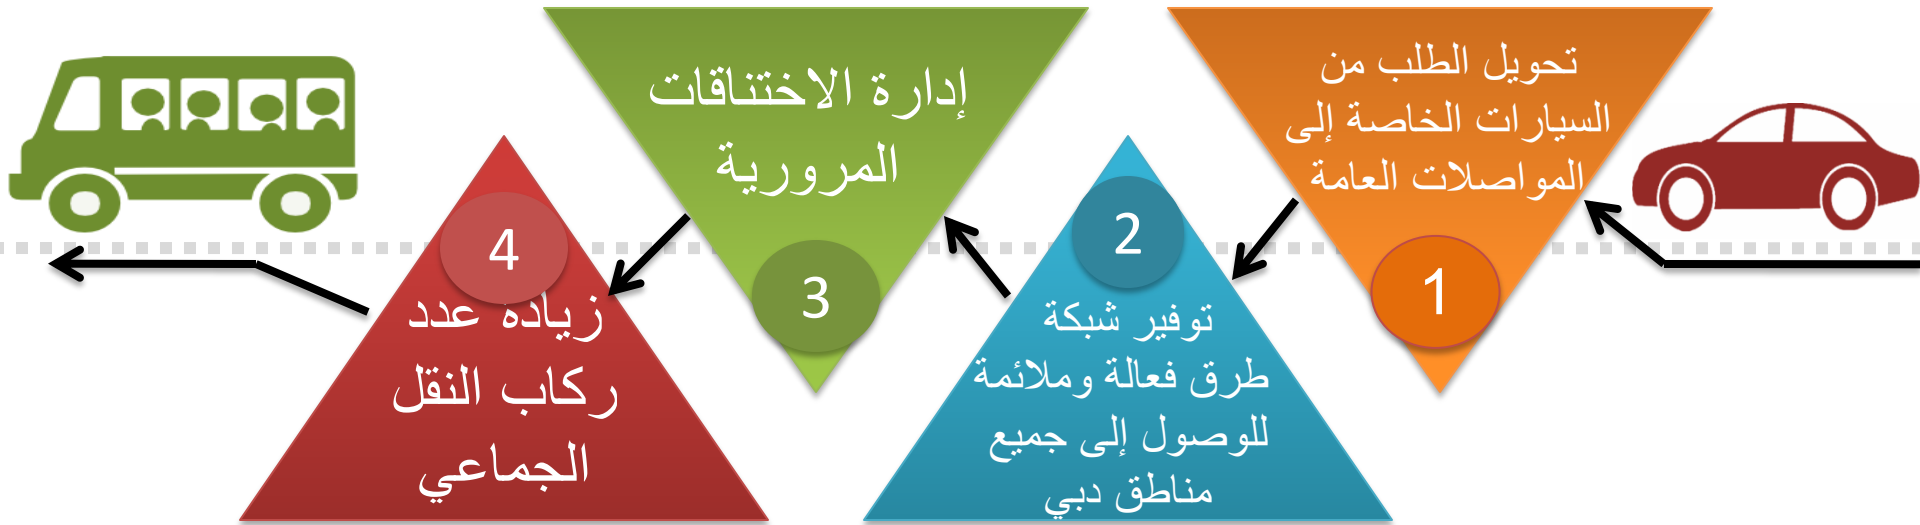 تحويل الطلب من
السيارات الخاصة إلى
المواصلات العامة
1
2
توفير شبكة
طرق فعالة وملائمة
للوصول إلى جميع
مناطق دبي
إدارة الاختناقات
المرورية
3
4
زيادة عدد
ركاب النقل
الجماعي